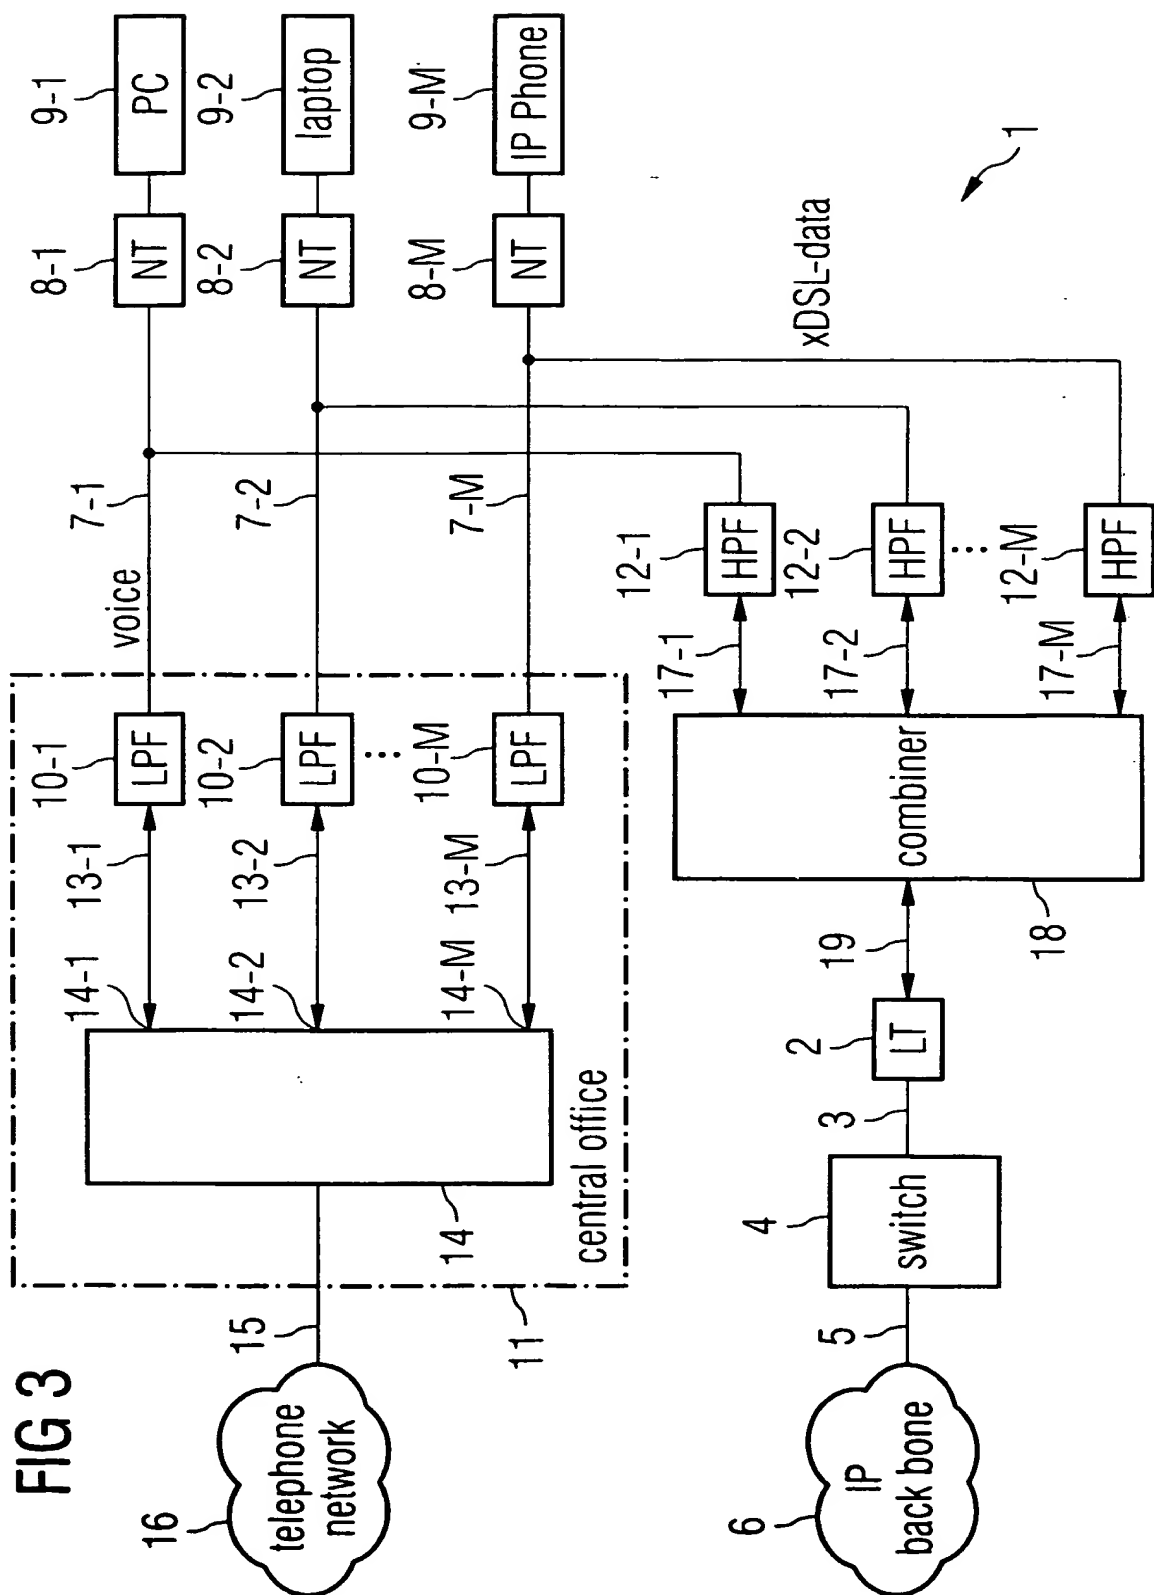 FIG 3
16
telephone
network
15
11
14
central office
14-1
14-2
14-M
13-1
13-2
13-M
10-1
LPF
10-2
LPF
...
10-M
LPF
voice
7-1
7-2
7-M
8-1
NT
8-2
NT
8-M
NT
9-1
PC
9-2
laptop
9-M
IP Phone
6
IP
back bone
5
4
switch
3
2
LT
19
18
combiner
17-1
17-2
17-M
12-1
HPF
12-2
HPF
...
12-M
HPF
xDSL-data
1